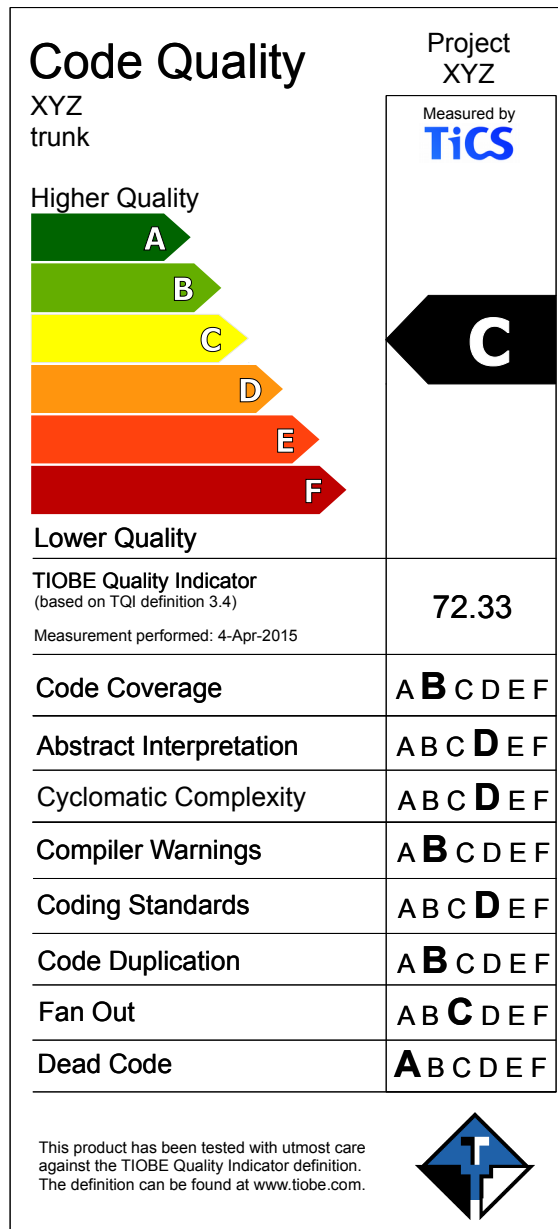 Code Quality
XYZ
trunk
Project
XYZ
Measured by
TiCS
Higher Quality
A
B
C
D
E
F
C
Lower Quality
TIOBE Quality Indicator
(based on TQI definition 3.4)
Measurement performed: 4-Apr-2015
72.33
Code Coverage A B C D E F
Abstract Interpretation A B C D E F
Cyclomatic Complexity A B C D E F
Compiler Warnings A B C D E F
Coding Standards A B C D E F
Code Duplication A B C D E F
Fan Out A B C D E F
Dead Code A B C D E F
This product has been tested with utmost care
against the TIOBE Quality Indicator definition.
The definition can be found at www.tiobe.com.